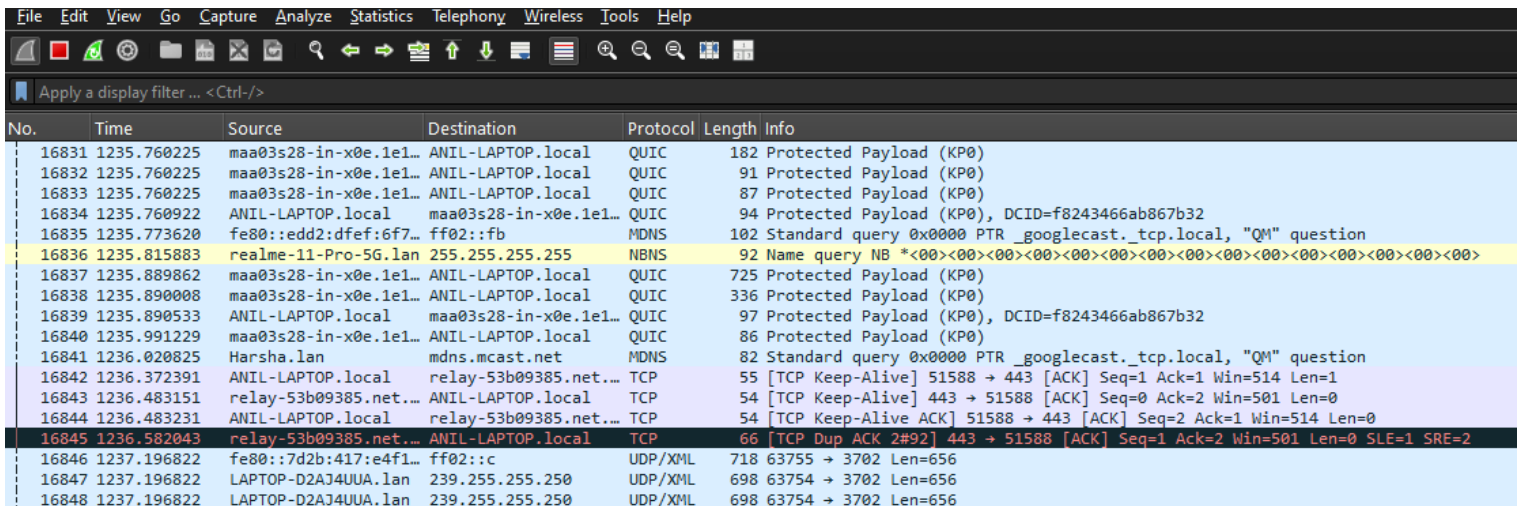 File Edit View Go Capture Analyze Statistics Telephony Wireless Tools Help
Apply a display filter ... <Ctrl-/>
No. Time Source Destination Protocol Length Info
16831 1235.760225 maa03s28-in-x0e.1e1… ANIL-LAPTOP.local QUIC 182 Protected Payload (KP0)
16832 1235.760225 maa03s28-in-x0e.1e1… ANIL-LAPTOP.local QUIC 91 Protected Payload (KP0)
16833 1235.760225 maa03s28-in-x0e.1e1… ANIL-LAPTOP.local QUIC 87 Protected Payload (KP0)
16834 1235.760922 ANIL-LAPTOP.local maa03s28-in-x0e.1e1… QUIC 94 Protected Payload (KP0), DCID=f8243466ab867b32
16835 1235.773620 fe80::edd2:dfef:6f7… ff02::fb MDNS 102 Standard query 0x0000 PTR _googlecast._tcp.local, "QM" question
16836 1235.815883 realme-11-Pro-5G.lan 255.255.255.255 NBNS 92 Name query NB *<00><00><00><00><00><00><00><00><00><00><00><00><00><00><00>
16837 1235.889862 maa03s28-in-x0e.1e1… ANIL-LAPTOP.local QUIC 725 Protected Payload (KP0)
16838 1235.890008 maa03s28-in-x0e.1e1… ANIL-LAPTOP.local QUIC 336 Protected Payload (KP0)
16839 1235.890533 ANIL-LAPTOP.local maa03s28-in-x0e.1e1… QUIC 97 Protected Payload (KP0), DCID=f8243466ab867b32
16840 1235.991229 maa03s28-in-x0e.1e1… ANIL-LAPTOP.local QUIC 86 Protected Payload (KP0)
16841 1236.020825 Harsha.lan mdns.mcast.net MDNS 82 Standard query 0x0000 PTR _googlecast._tcp.local, "QM" question
16842 1236.372391 ANIL-LAPTOP.local relay-53b09385.net.… TCP 55 [TCP Keep-Alive] 51588 → 443 [ACK] Seq=1 Ack=1 Win=514 Len=1
16843 1236.483151 relay-53b09385.net.… ANIL-LAPTOP.local TCP 54 [TCP Keep-Alive] 443 → 51588 [ACK] Seq=0 Ack=2 Win=501 Len=0
16844 1236.483231 ANIL-LAPTOP.local relay-53b09385.net.… TCP 54 [TCP Keep-Alive ACK] 51588 → 443 [ACK] Seq=2 Ack=1 Win=514 Len=0
16845 1236.582043 relay-53b09385.net.… ANIL-LAPTOP.local TCP 66 [TCP Dup ACK 2#92] 443 → 51588 [ACK] Seq=1 Ack=2 Win=501 Len=0 SLE=1 SRE=2
16846 1237.196822 fe80::7d2b:417:e4f1… ff02::c UDP/XML 718 63755 → 3702 Len=656
16847 1237.196822 LAPTOP-D2AJ4UUA.lan 239.255.255.250 UDP/XML 698 63754 → 3702 Len=656
16848 1237.196822 LAPTOP-D2AJ4UUA.lan 239.255.255.250 UDP/XML 698 63754 → 3702 Len=656